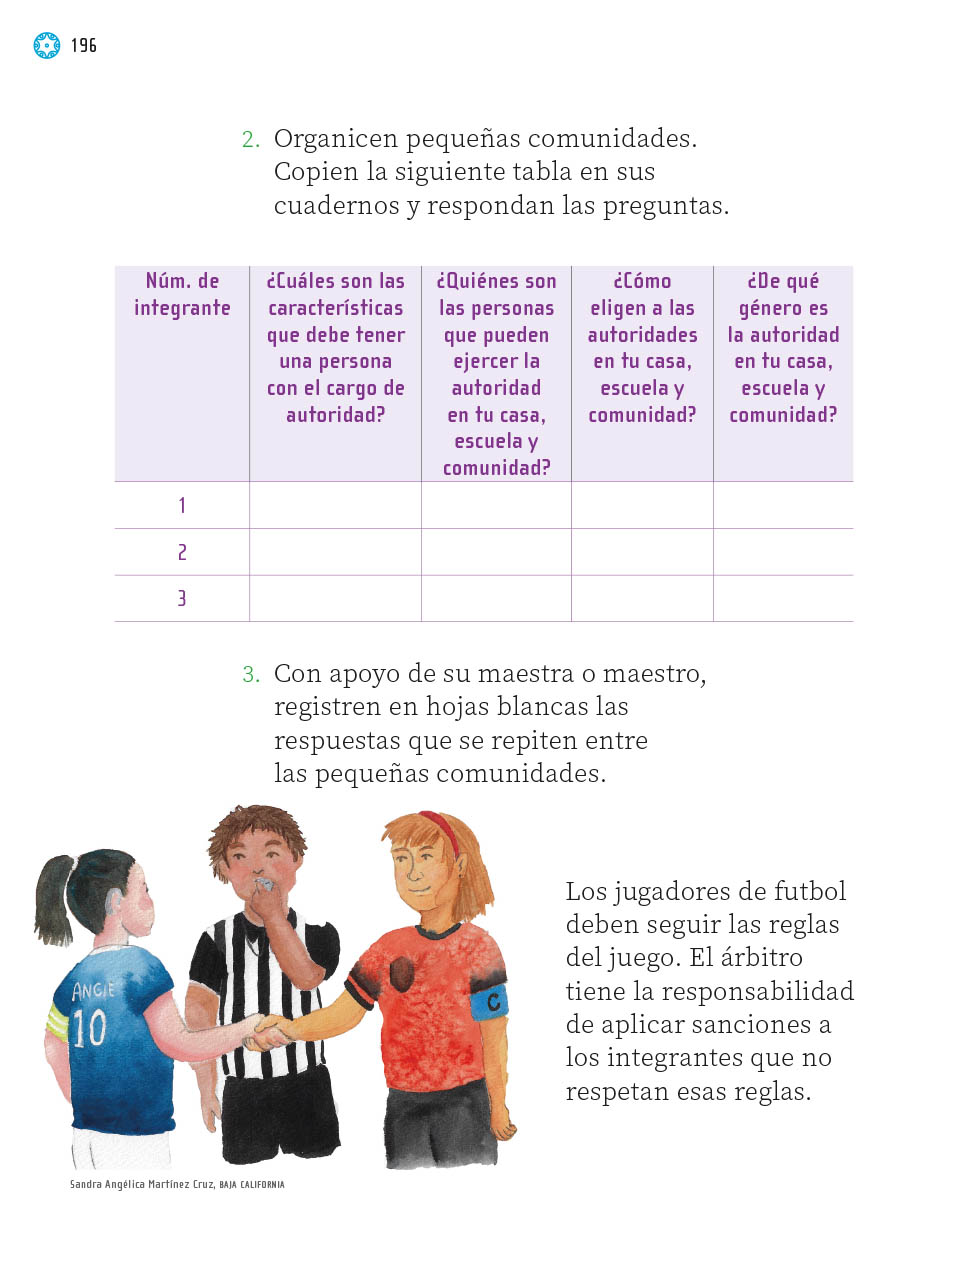 196
2. Organicen pequeñas comunidades.
Copien la siguiente tabla en sus
cuadernos y respondan las preguntas.
Núm. de
integrante
¿Cuáles son las
características
que debe tener
una persona
con el cargo de
autoridad?
¿Quiénes son
las personas
que pueden
ejercer la
autoridad
en tu casa,
escuela y
comunidad?
¿Cómo
eligen a las
autoridades
en tu casa,
escuela y
comunidad?
¿De qué
género es
la autoridad
en tu casa,
escuela y
comunidad?
1
2
3
3. Con apoyo de su maestra o maestro,
registren en hojas blancas las
respuestas que se repiten entre
las pequeñas comunidades.
ANGIE
10
C
Los jugadores de futbol
deben seguir las reglas
del juego. El árbitro
tiene la responsabilidad
de aplicar sanciones a
los integrantes que no
respetan esas reglas.
Sandra Angélica Martínez Cruz, BAJA CALIFORNIA